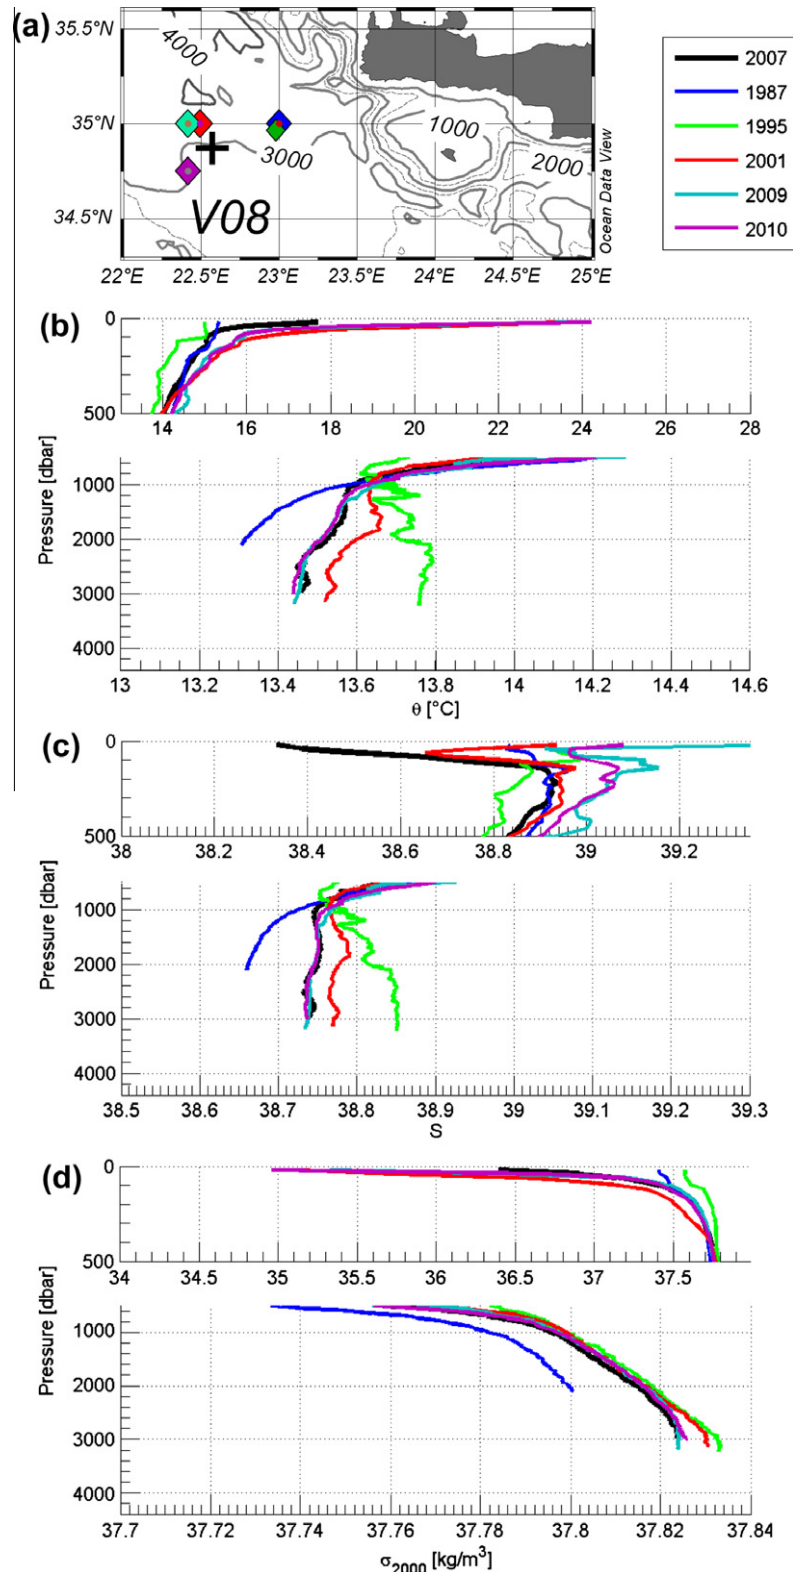 (a)
35.5°N
35°N
34.5°N
4000
3000
1000
2000
V08
22°E 22.5°E 23°E 23.5°E 24°E 24.5°E 25°E
Ocean Data View
2007
1987
1995
2001
2009
2010
(b)
0
500
14 16 18 20 22 24 26 28
Pressure [dbar]
1000
2000
3000
4000
13 13.2 13.4 13.6 13.8 14 14.2 14.4 14.6
θ [°C]
(c)
0
500
38 38.2 38.4 38.6 38.8 39 39.2
Pressure [dbar]
1000
2000
3000
4000
38.5 38.6 38.7 38.8 38.9 39 39.1 39.2 39.3
S
(d)
0
500
34 34.5 35 35.5 36 36.5 37 37.5
Pressure [dbar]
1000
2000
3000
4000
37.7 37.72 37.74 37.76 37.78 37.8 37.82 37.84
σ2000 [kg/m³]